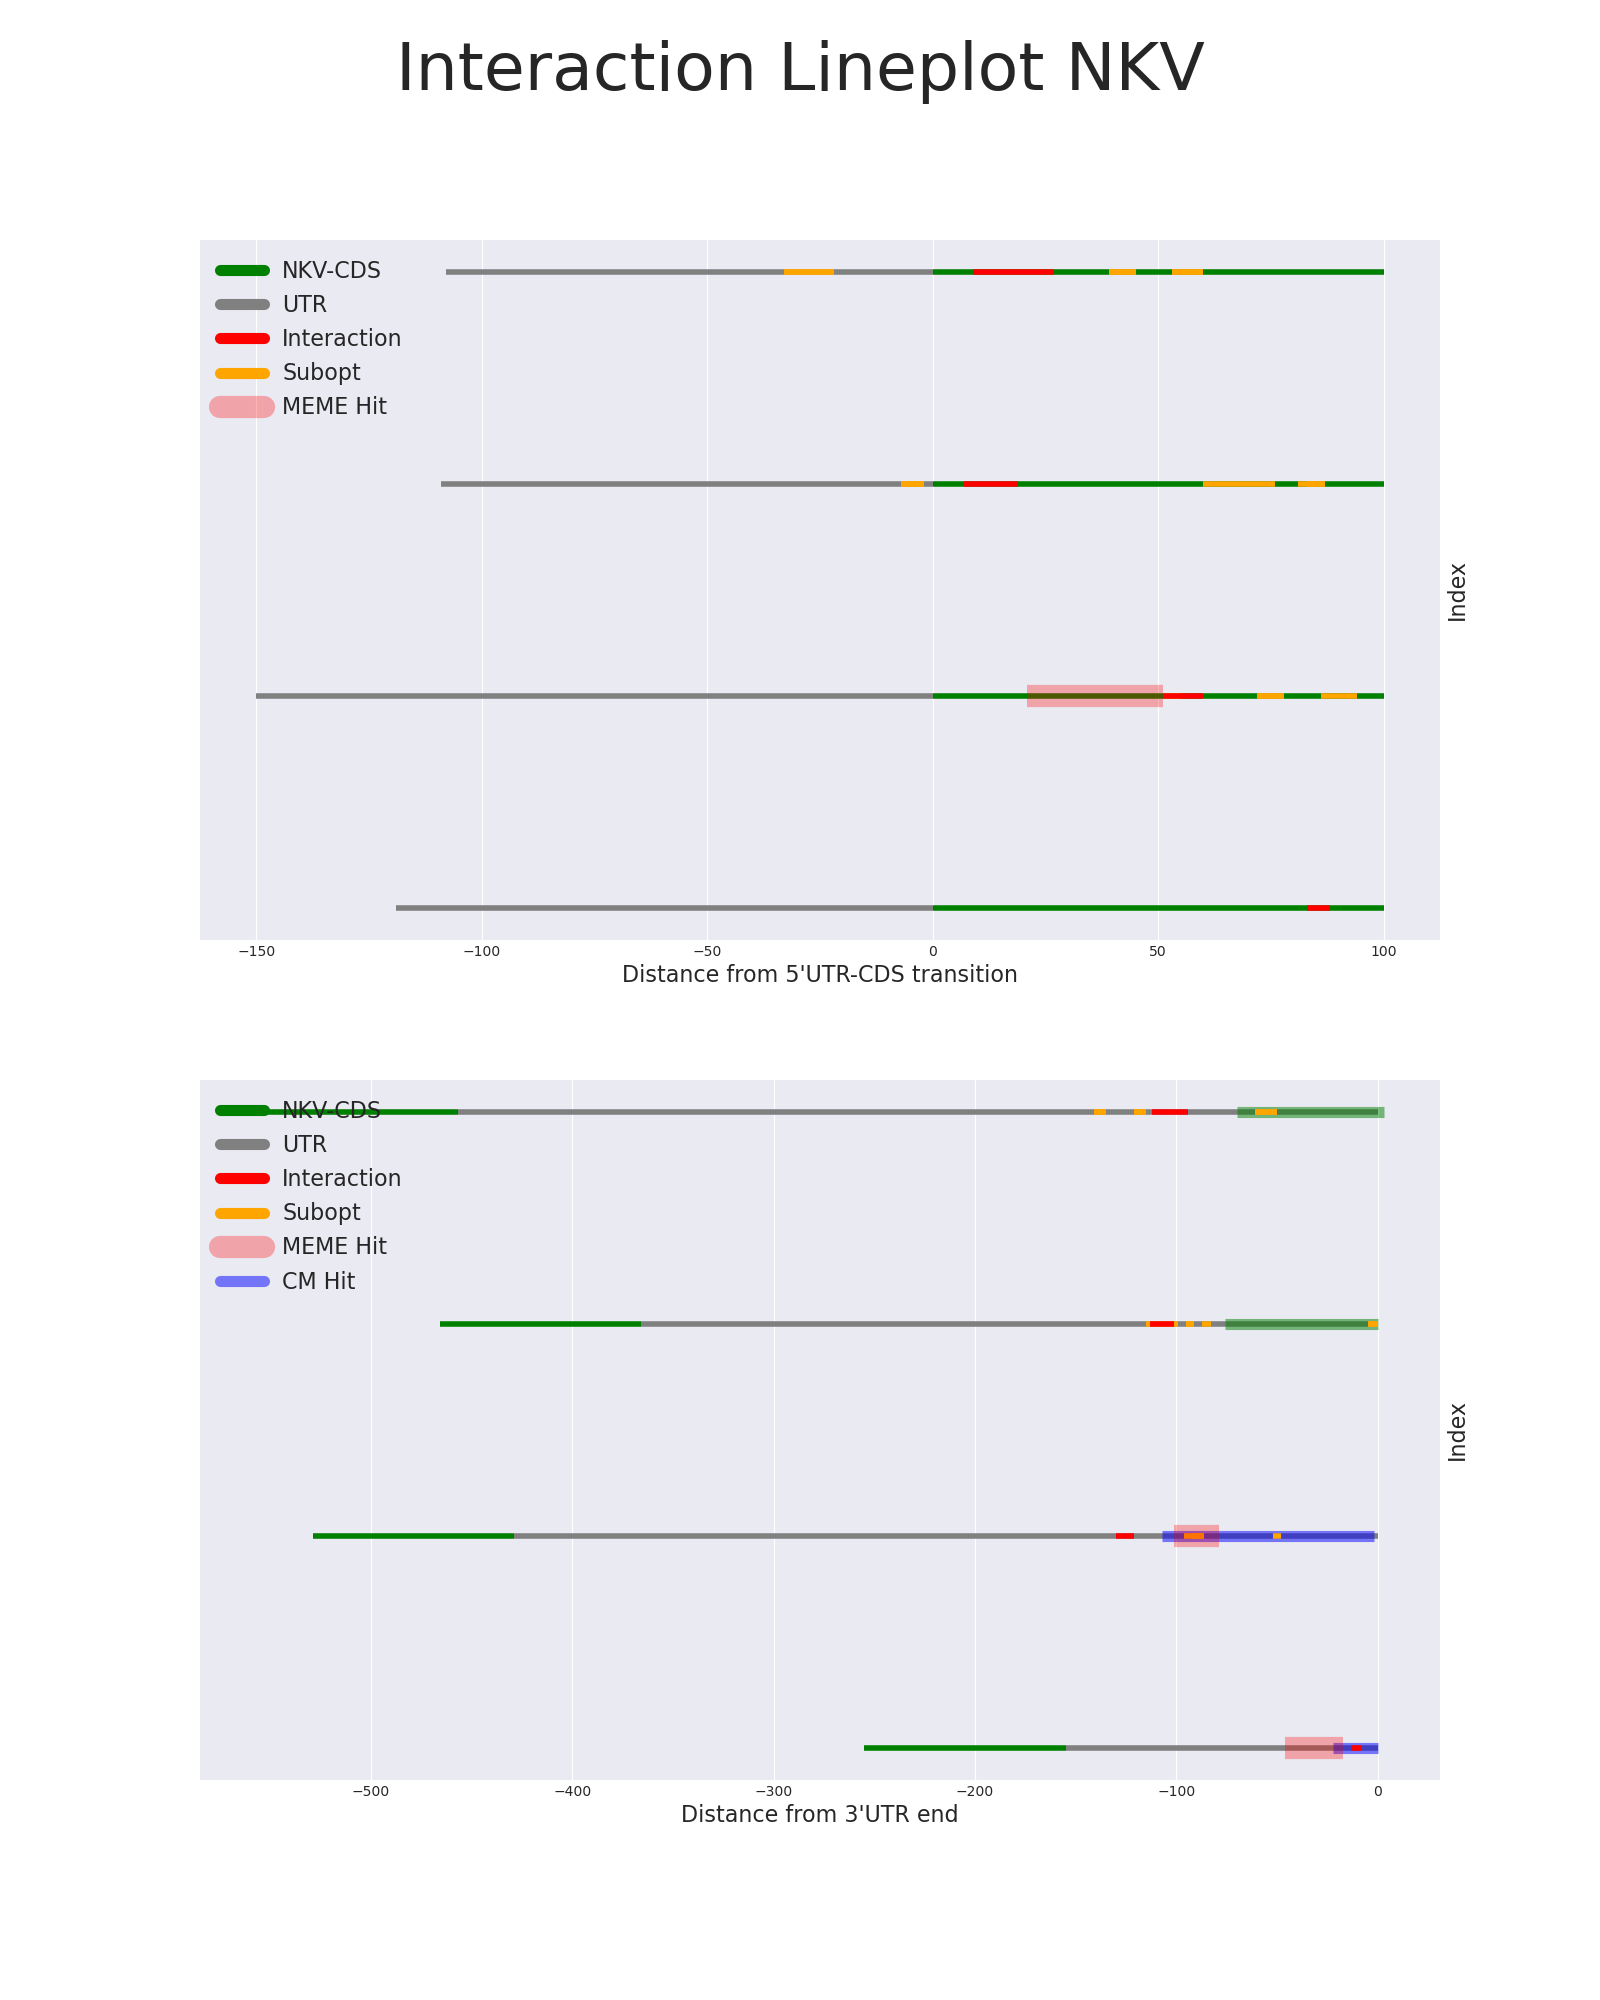 Interaction Lineplot NKV
NKV-CDS
UTR
Interaction
Subopt
MEME Hit
Index
−150 −100 −50 0 50 100
Distance from 5'UTR-CDS transition
NKV-CDS
UTR
Interaction
Subopt
MEME Hit
CM Hit
Index
−500 −400 −300 −200 −100 0
Distance from 3'UTR end